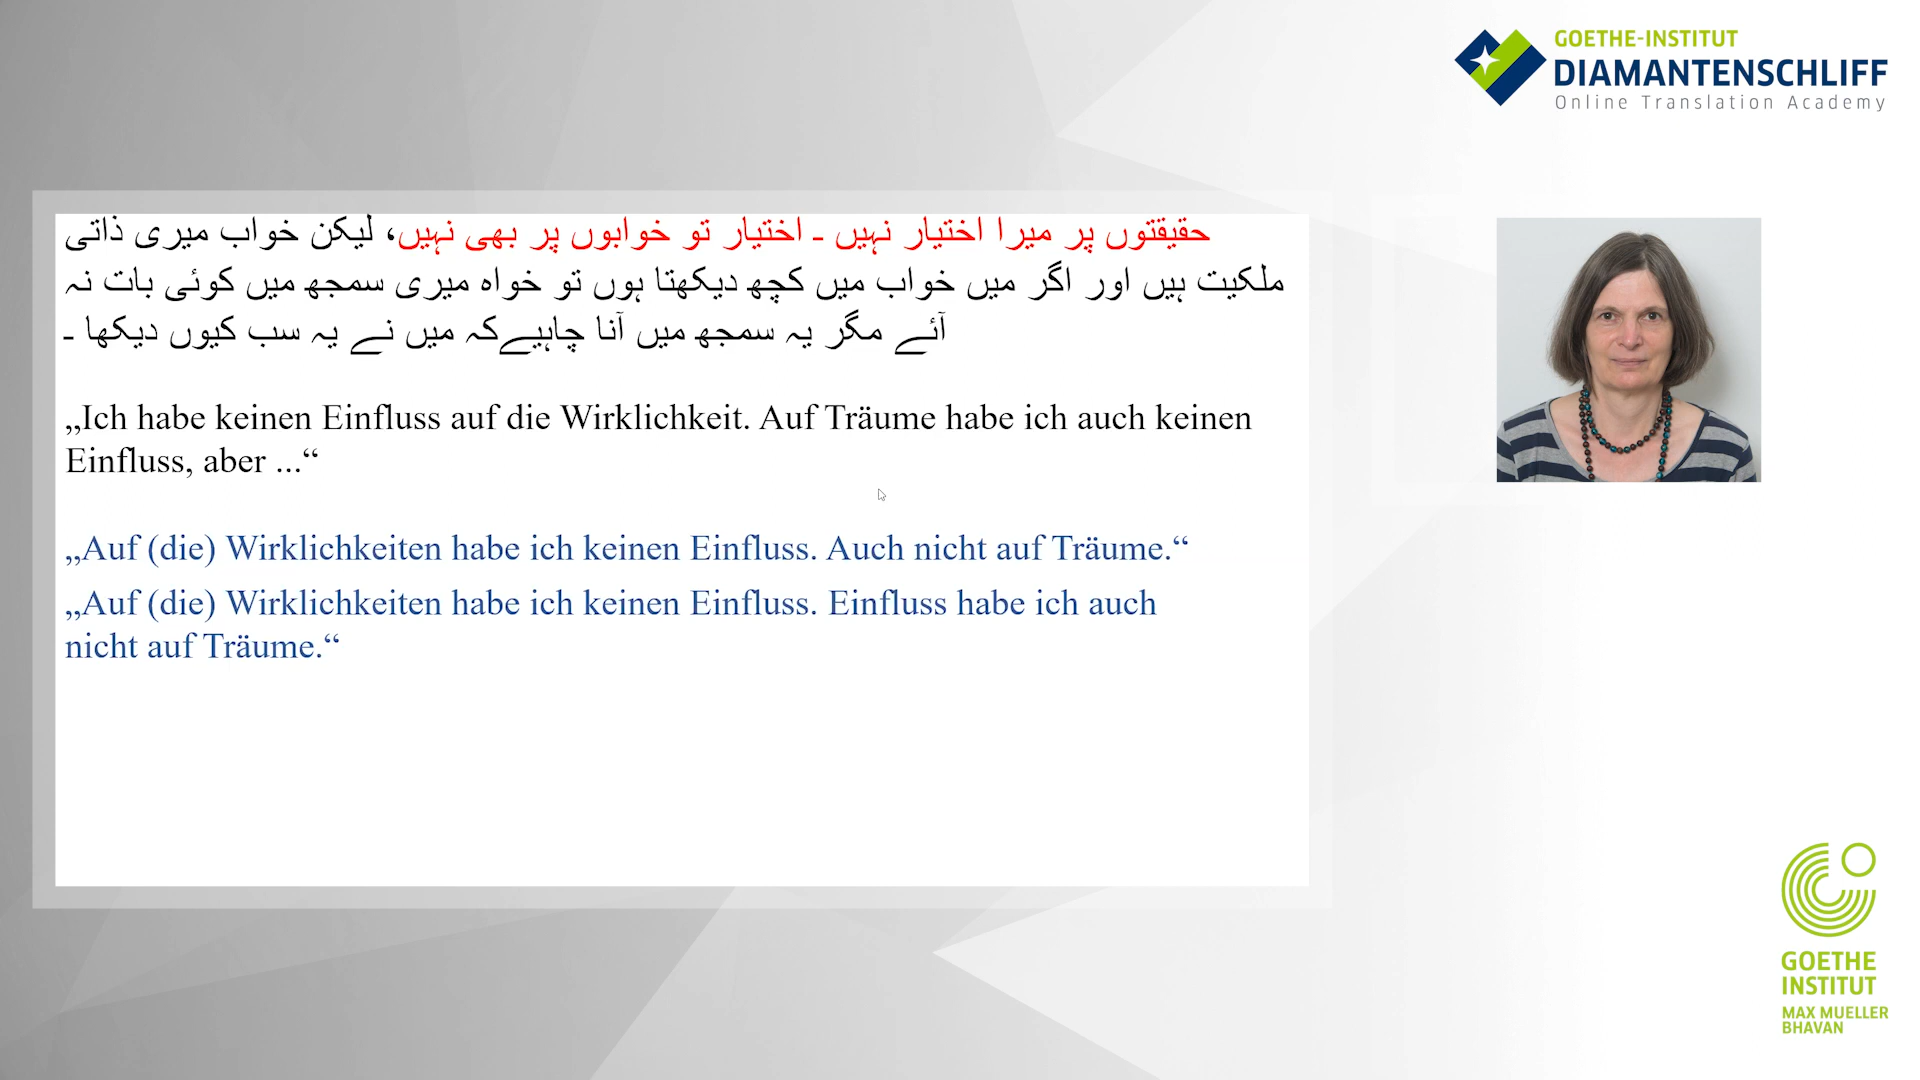 GOETHE-INSTITUT
DIAMANTENSCHLIFF
Online Translation Academy
حقیقتوں پر میرا اختیار نہیں ۔ اختیار تو خوابوں پر بھی نہیں، لیکن خواب میری ذاتی
ملکیت ہیں اور اگر میں خواب میں کچھ دیکھتا ہوں تو خواہ میری سمجھ میں کوئی بات نہ
آئے مگر یہ سمجھ میں آنا چاہیےکہ میں نے یہ سب کیوں دیکھا ۔
„Ich habe keinen Einfluss auf die Wirklichkeit. Auf Träume habe ich auch keinen
Einfluss, aber ...“
„Auf (die) Wirklichkeiten habe ich keinen Einfluss. Auch nicht auf Träume.“
„Auf (die) Wirklichkeiten habe ich keinen Einfluss. Einfluss habe ich auch
nicht auf Träume.“
GOETHE
INSTITUT
MAX MUELLER
BHAVAN